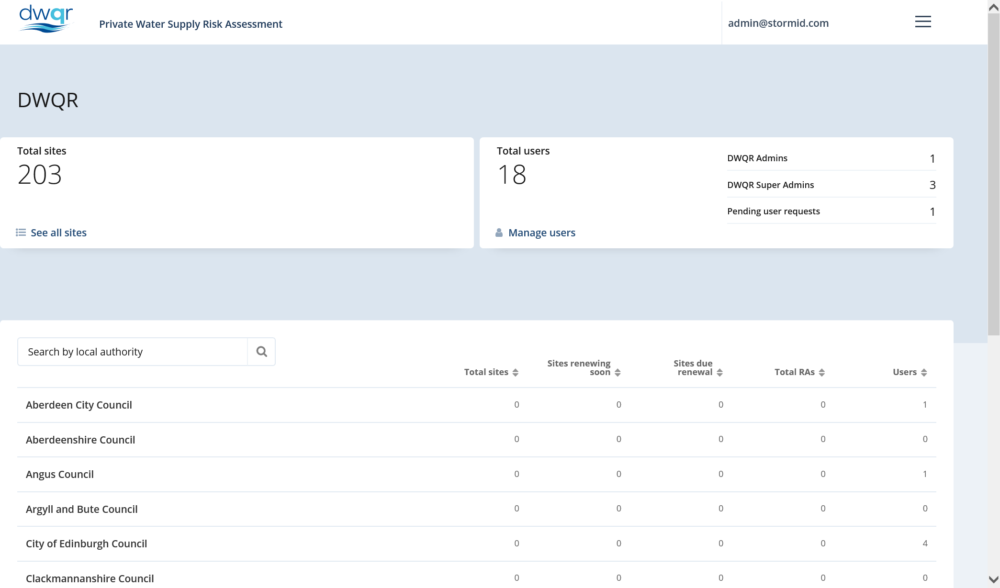 dwqr
Private Water Supply Risk Assessment
admin@stormid.com
DWQR
Total sites
203
See all sites
Total users
18
Manage users
DWQR Admins 1
DWQR Super Admins 3
Pending user requests 1
Search by local authority
Total sites
Sites renewing
soon
Sites due
renewal
Total RAs
Users
Aberdeen City Council 0 0 0 0 1
Aberdeenshire Council 0 0 0 0 0
Angus Council 0 0 0 0 1
Argyll and Bute Council 0 0 0 0 0
City of Edinburgh Council 0 0 0 0 4
Clackmannanshire Council 0 0 0 0 0